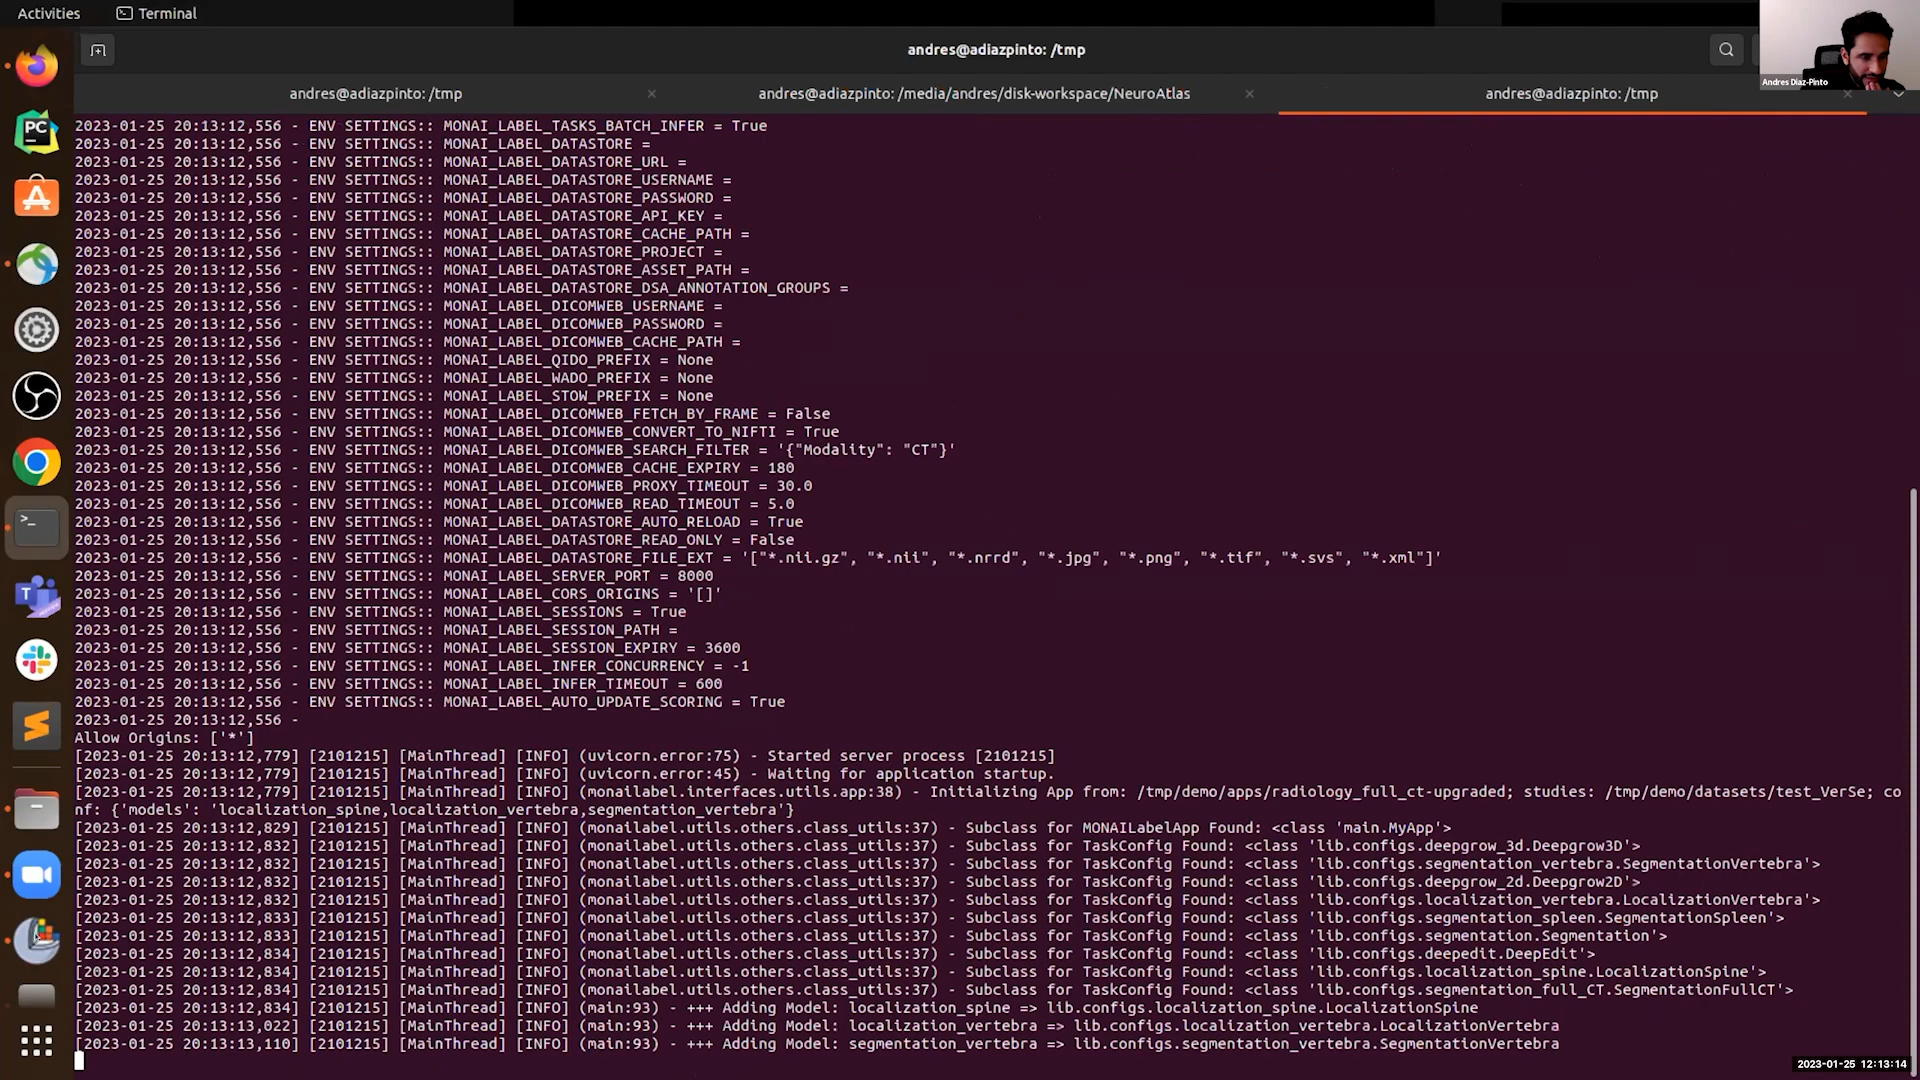 Activities
Terminal
andres@adiazpinto: /tmp
Andres Diaz-Pinto
andres@adiazpinto: /tmp
andres@adiazpinto: /media/andres/disk-workspace/NeuroAtlas
andres@adiazpinto: /tmp
2023-01-25 20:13:12,556 - ENV SETTINGS:: MONAI_LABEL_TASKS_BATCH_INFER = True
2023-01-25 20:13:12,556 - ENV SETTINGS:: MONAI_LABEL_DATASTORE =
2023-01-25 20:13:12,556 - ENV SETTINGS:: MONAI_LABEL_DATASTORE_URL =
2023-01-25 20:13:12,556 - ENV SETTINGS:: MONAI_LABEL_DATASTORE_USERNAME =
2023-01-25 20:13:12,556 - ENV SETTINGS:: MONAI_LABEL_DATASTORE_PASSWORD =
2023-01-25 20:13:12,556 - ENV SETTINGS:: MONAI_LABEL_DATASTORE_API_KEY =
2023-01-25 20:13:12,556 - ENV SETTINGS:: MONAI_LABEL_DATASTORE_CACHE_PATH =
2023-01-25 20:13:12,556 - ENV SETTINGS:: MONAI_LABEL_DATASTORE_PROJECT =
2023-01-25 20:13:12,556 - ENV SETTINGS:: MONAI_LABEL_DATASTORE_ASSET_PATH =
2023-01-25 20:13:12,556 - ENV SETTINGS:: MONAI_LABEL_DATASTORE_DSA_ANNOTATION_GROUPS =
2023-01-25 20:13:12,556 - ENV SETTINGS:: MONAI_LABEL_DICOMWEB_USERNAME =
2023-01-25 20:13:12,556 - ENV SETTINGS:: MONAI_LABEL_DICOMWEB_PASSWORD =
2023-01-25 20:13:12,556 - ENV SETTINGS:: MONAI_LABEL_DICOMWEB_CACHE_PATH =
2023-01-25 20:13:12,556 - ENV SETTINGS:: MONAI_LABEL_QIDO_PREFIX = None
2023-01-25 20:13:12,556 - ENV SETTINGS:: MONAI_LABEL_WADO_PREFIX = None
2023-01-25 20:13:12,556 - ENV SETTINGS:: MONAI_LABEL_STOW_PREFIX = None
2023-01-25 20:13:12,556 - ENV SETTINGS:: MONAI_LABEL_DICOMWEB_FETCH_BY_FRAME = False
2023-01-25 20:13:12,556 - ENV SETTINGS:: MONAI_LABEL_DICOMWEB_CONVERT_TO_NIFTI = True
2023-01-25 20:13:12,556 - ENV SETTINGS:: MONAI_LABEL_DICOMWEB_SEARCH_FILTER = '{"Modality": "CT"}'
2023-01-25 20:13:12,556 - ENV SETTINGS:: MONAI_LABEL_DICOMWEB_CACHE_EXPIRY = 180
2023-01-25 20:13:12,556 - ENV SETTINGS:: MONAI_LABEL_DICOMWEB_PROXY_TIMEOUT = 30.0
2023-01-25 20:13:12,556 - ENV SETTINGS:: MONAI_LABEL_DICOMWEB_READ_TIMEOUT = 5.0
2023-01-25 20:13:12,556 - ENV SETTINGS:: MONAI_LABEL_DATASTORE_AUTO_RELOAD = True
2023-01-25 20:13:12,556 - ENV SETTINGS:: MONAI_LABEL_DATASTORE_READ_ONLY = False
2023-01-25 20:13:12,556 - ENV SETTINGS:: MONAI_LABEL_DATASTORE_FILE_EXT = '["*.nii.gz", "*.nii", "*.nrrd", "*.jpg", "*.png", "*.tif", "*.svs", "*.xml"]'
2023-01-25 20:13:12,556 - ENV SETTINGS:: MONAI_LABEL_SERVER_PORT = 8000
2023-01-25 20:13:12,556 - ENV SETTINGS:: MONAI_LABEL_CORS_ORIGINS = '[]'
2023-01-25 20:13:12,556 - ENV SETTINGS:: MONAI_LABEL_SESSIONS = True
2023-01-25 20:13:12,556 - ENV SETTINGS:: MONAI_LABEL_SESSION_PATH =
2023-01-25 20:13:12,556 - ENV SETTINGS:: MONAI_LABEL_SESSION_EXPIRY = 3600
2023-01-25 20:13:12,556 - ENV SETTINGS:: MONAI_LABEL_INFER_CONCURRENCY = -1
2023-01-25 20:13:12,556 - ENV SETTINGS:: MONAI_LABEL_INFER_TIMEOUT = 600
2023-01-25 20:13:12,556 - ENV SETTINGS:: MONAI_LABEL_AUTO_UPDATE_SCORING = True
2023-01-25 20:13:12,556 -
Allow Origins: ['*']
[2023-01-25 20:13:12,779] [2101215] [MainThread] [INFO] (uvicorn.error:75) - Started server process [2101215]
[2023-01-25 20:13:12,779] [2101215] [MainThread] [INFO] (uvicorn.error:45) - Waiting for application startup.
[2023-01-25 20:13:12,779] [2101215] [MainThread] [INFO] (monailabel.interfaces.utils.app:38) - Initializing App from: /tmp/demo/apps/radiology_full_ct-upgraded; studies: /tmp/demo/datasets/test_VerSe; co
nf: {'models': 'localization_spine,localization_vertebra,segmentation_vertebra'}
[2023-01-25 20:13:12,829] [2101215] [MainThread] [INFO] (monailabel.utils.others.class_utils:37) - Subclass for MONAILabelApp Found: <class 'main.MyApp'>
[2023-01-25 20:13:12,832] [2101215] [MainThread] [INFO] (monailabel.utils.others.class_utils:37) - Subclass for TaskConfig Found: <class 'lib.configs.deepgrow_3d.Deepgrow3D'>
[2023-01-25 20:13:12,832] [2101215] [MainThread] [INFO] (monailabel.utils.others.class_utils:37) - Subclass for TaskConfig Found: <class 'lib.configs.segmentation_vertebra.SegmentationVertebra'>
[2023-01-25 20:13:12,832] [2101215] [MainThread] [INFO] (monailabel.utils.others.class_utils:37) - Subclass for TaskConfig Found: <class 'lib.configs.deepgrow_2d.Deepgrow2D'>
[2023-01-25 20:13:12,832] [2101215] [MainThread] [INFO] (monailabel.utils.others.class_utils:37) - Subclass for TaskConfig Found: <class 'lib.configs.localization_vertebra.LocalizationVertebra'>
[2023-01-25 20:13:12,833] [2101215] [MainThread] [INFO] (monailabel.utils.others.class_utils:37) - Subclass for TaskConfig Found: <class 'lib.configs.segmentation_spleen.SegmentationSpleen'>
[2023-01-25 20:13:12,833] [2101215] [MainThread] [INFO] (monailabel.utils.others.class_utils:37) - Subclass for TaskConfig Found: <class 'lib.configs.segmentation.Segmentation'>
[2023-01-25 20:13:12,834] [2101215] [MainThread] [INFO] (monailabel.utils.others.class_utils:37) - Subclass for TaskConfig Found: <class 'lib.configs.deepedit.DeepEdit'>
[2023-01-25 20:13:12,834] [2101215] [MainThread] [INFO] (monailabel.utils.others.class_utils:37) - Subclass for TaskConfig Found: <class 'lib.configs.localization_spine.LocalizationSpine'>
[2023-01-25 20:13:12,834] [2101215] [MainThread] [INFO] (monailabel.utils.others.class_utils:37) - Subclass for TaskConfig Found: <class 'lib.configs.segmentation_full_CT.SegmentationFullCT'>
[2023-01-25 20:13:12,834] [2101215] [MainThread] [INFO] (main:93) - +++ Adding Model: localization_spine => lib.configs.localization_spine.LocalizationSpine
[2023-01-25 20:13:13,022] [2101215] [MainThread] [INFO] (main:93) - +++ Adding Model: localization_vertebra => lib.configs.localization_vertebra.LocalizationVertebra
[2023-01-25 20:13:13,110] [2101215] [MainThread] [INFO] (main:93) - +++ Adding Model: segmentation_vertebra => lib.configs.segmentation_vertebra.SegmentationVertebra
2023-01-25 12:13:14